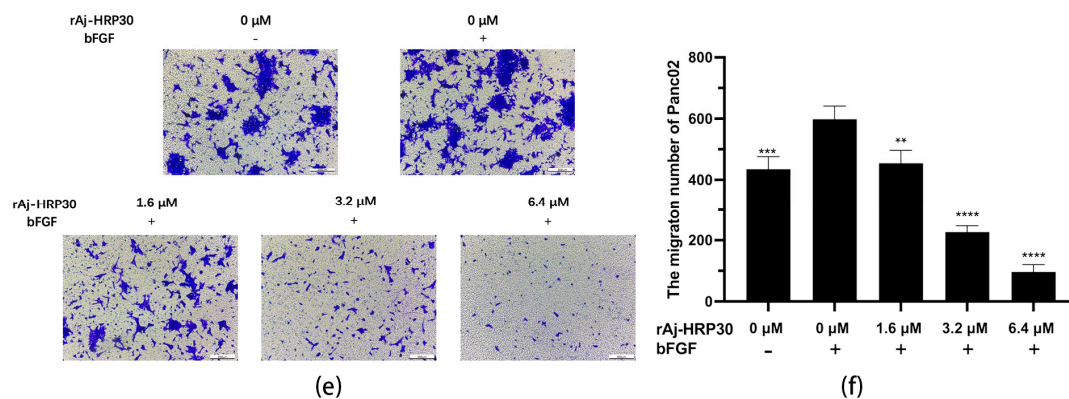 rAj-HRP30 0 μM 0 μM
bFGF - +
rAj-HRP30 1.6 μM 3.2 μM 6.4 μM
bFGF + + +
(e)
The migraton number of Panc02
800
600
400
200
0
***
**
****
****
rAj-HRP30 0 μM 0 μM 1.6 μM 3.2 μM 6.4 μM
bFGF - + + + +
(f)